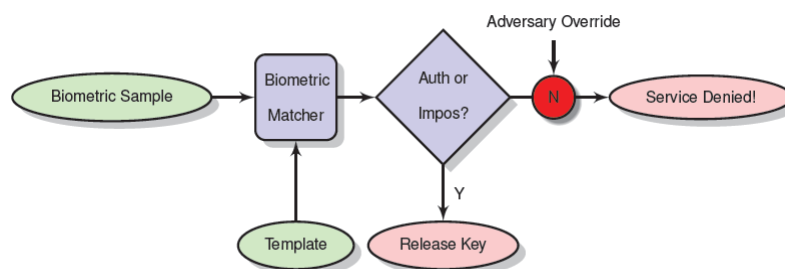 Adversary Override
Biometric Sample
Biometric
Matcher
Auth or
Impos?
N
Service Denied!
Y
Template
Release Key